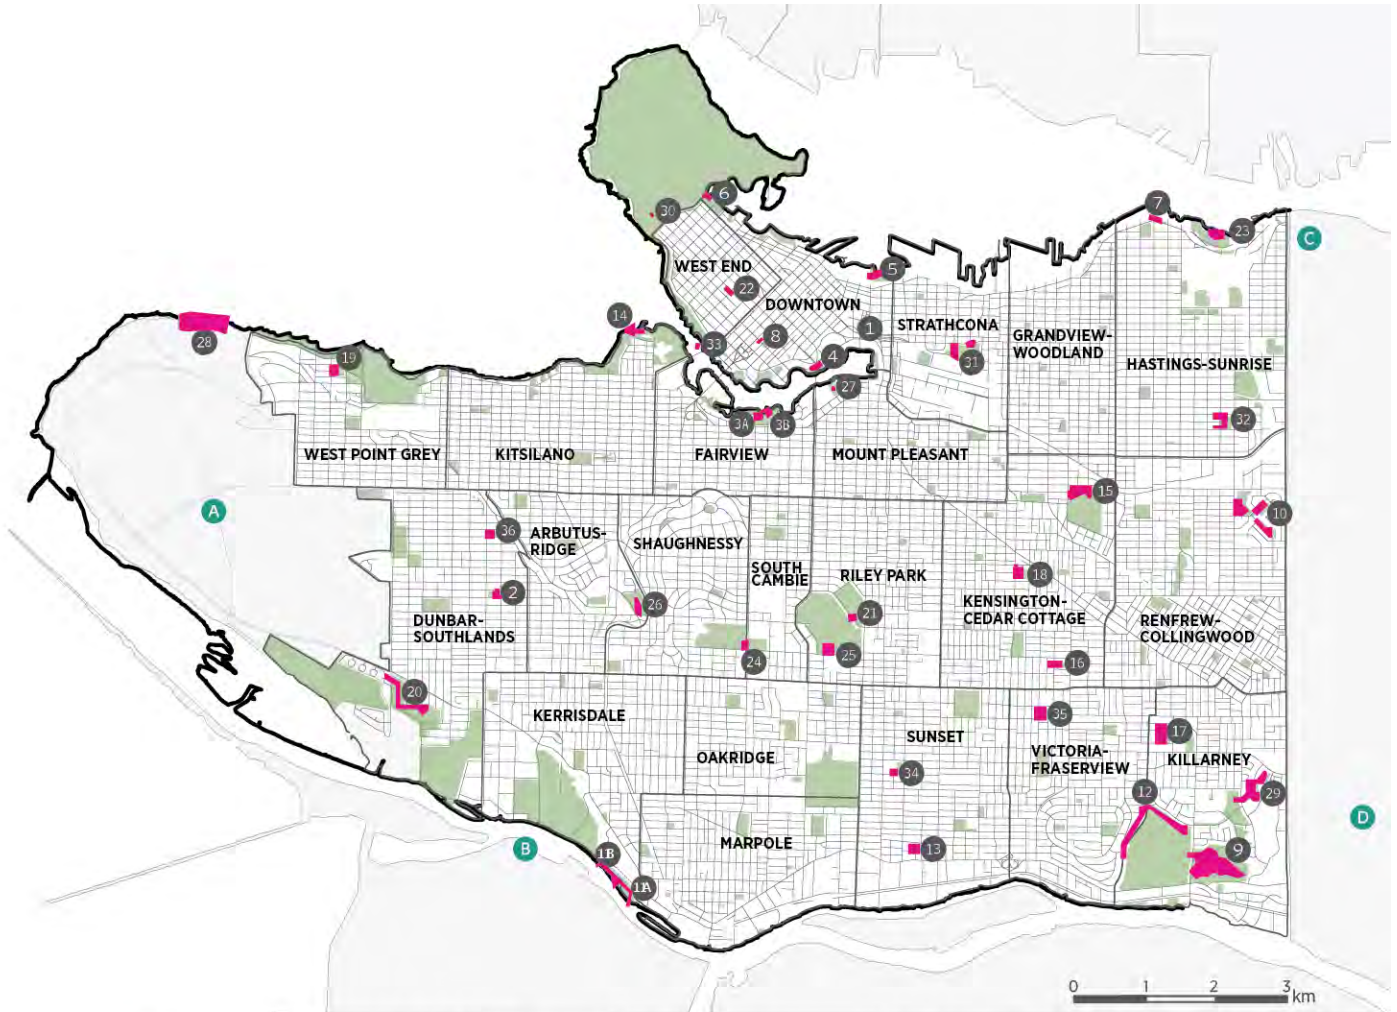 6
30
7
23
C
WEST END
5
22
DOWNTOWN
14
1
STRATHCONA
GRANDVIEW-
WOODLAND
28
33
8
19
4
31
HASTINGS-SUNRISE
27
3A
3B
32
WEST POINT GREY
KITSILANO
FAIRVIEW
MOUNT PLEASANT
15
A
10
36
ARBUTUS-
RIDGE
SHAUGHNESSY
SOUTH
CAMBIE
RILEY PARK
18
2
26
21
KENSINGTON-
CEDAR COTTAGE
DUNBAR-
SOUTHLANDS
RENFREW-
COLLINGWOOD
24
25
16
20
KERRISDALE
35
SUNSET
17
OAKRIDGE
VICTORIA-
FRASERVIEW
KILLARNEY
34
12
29
D
MARPOLE
B
1B
13
9
1A
0
1
2
3
km